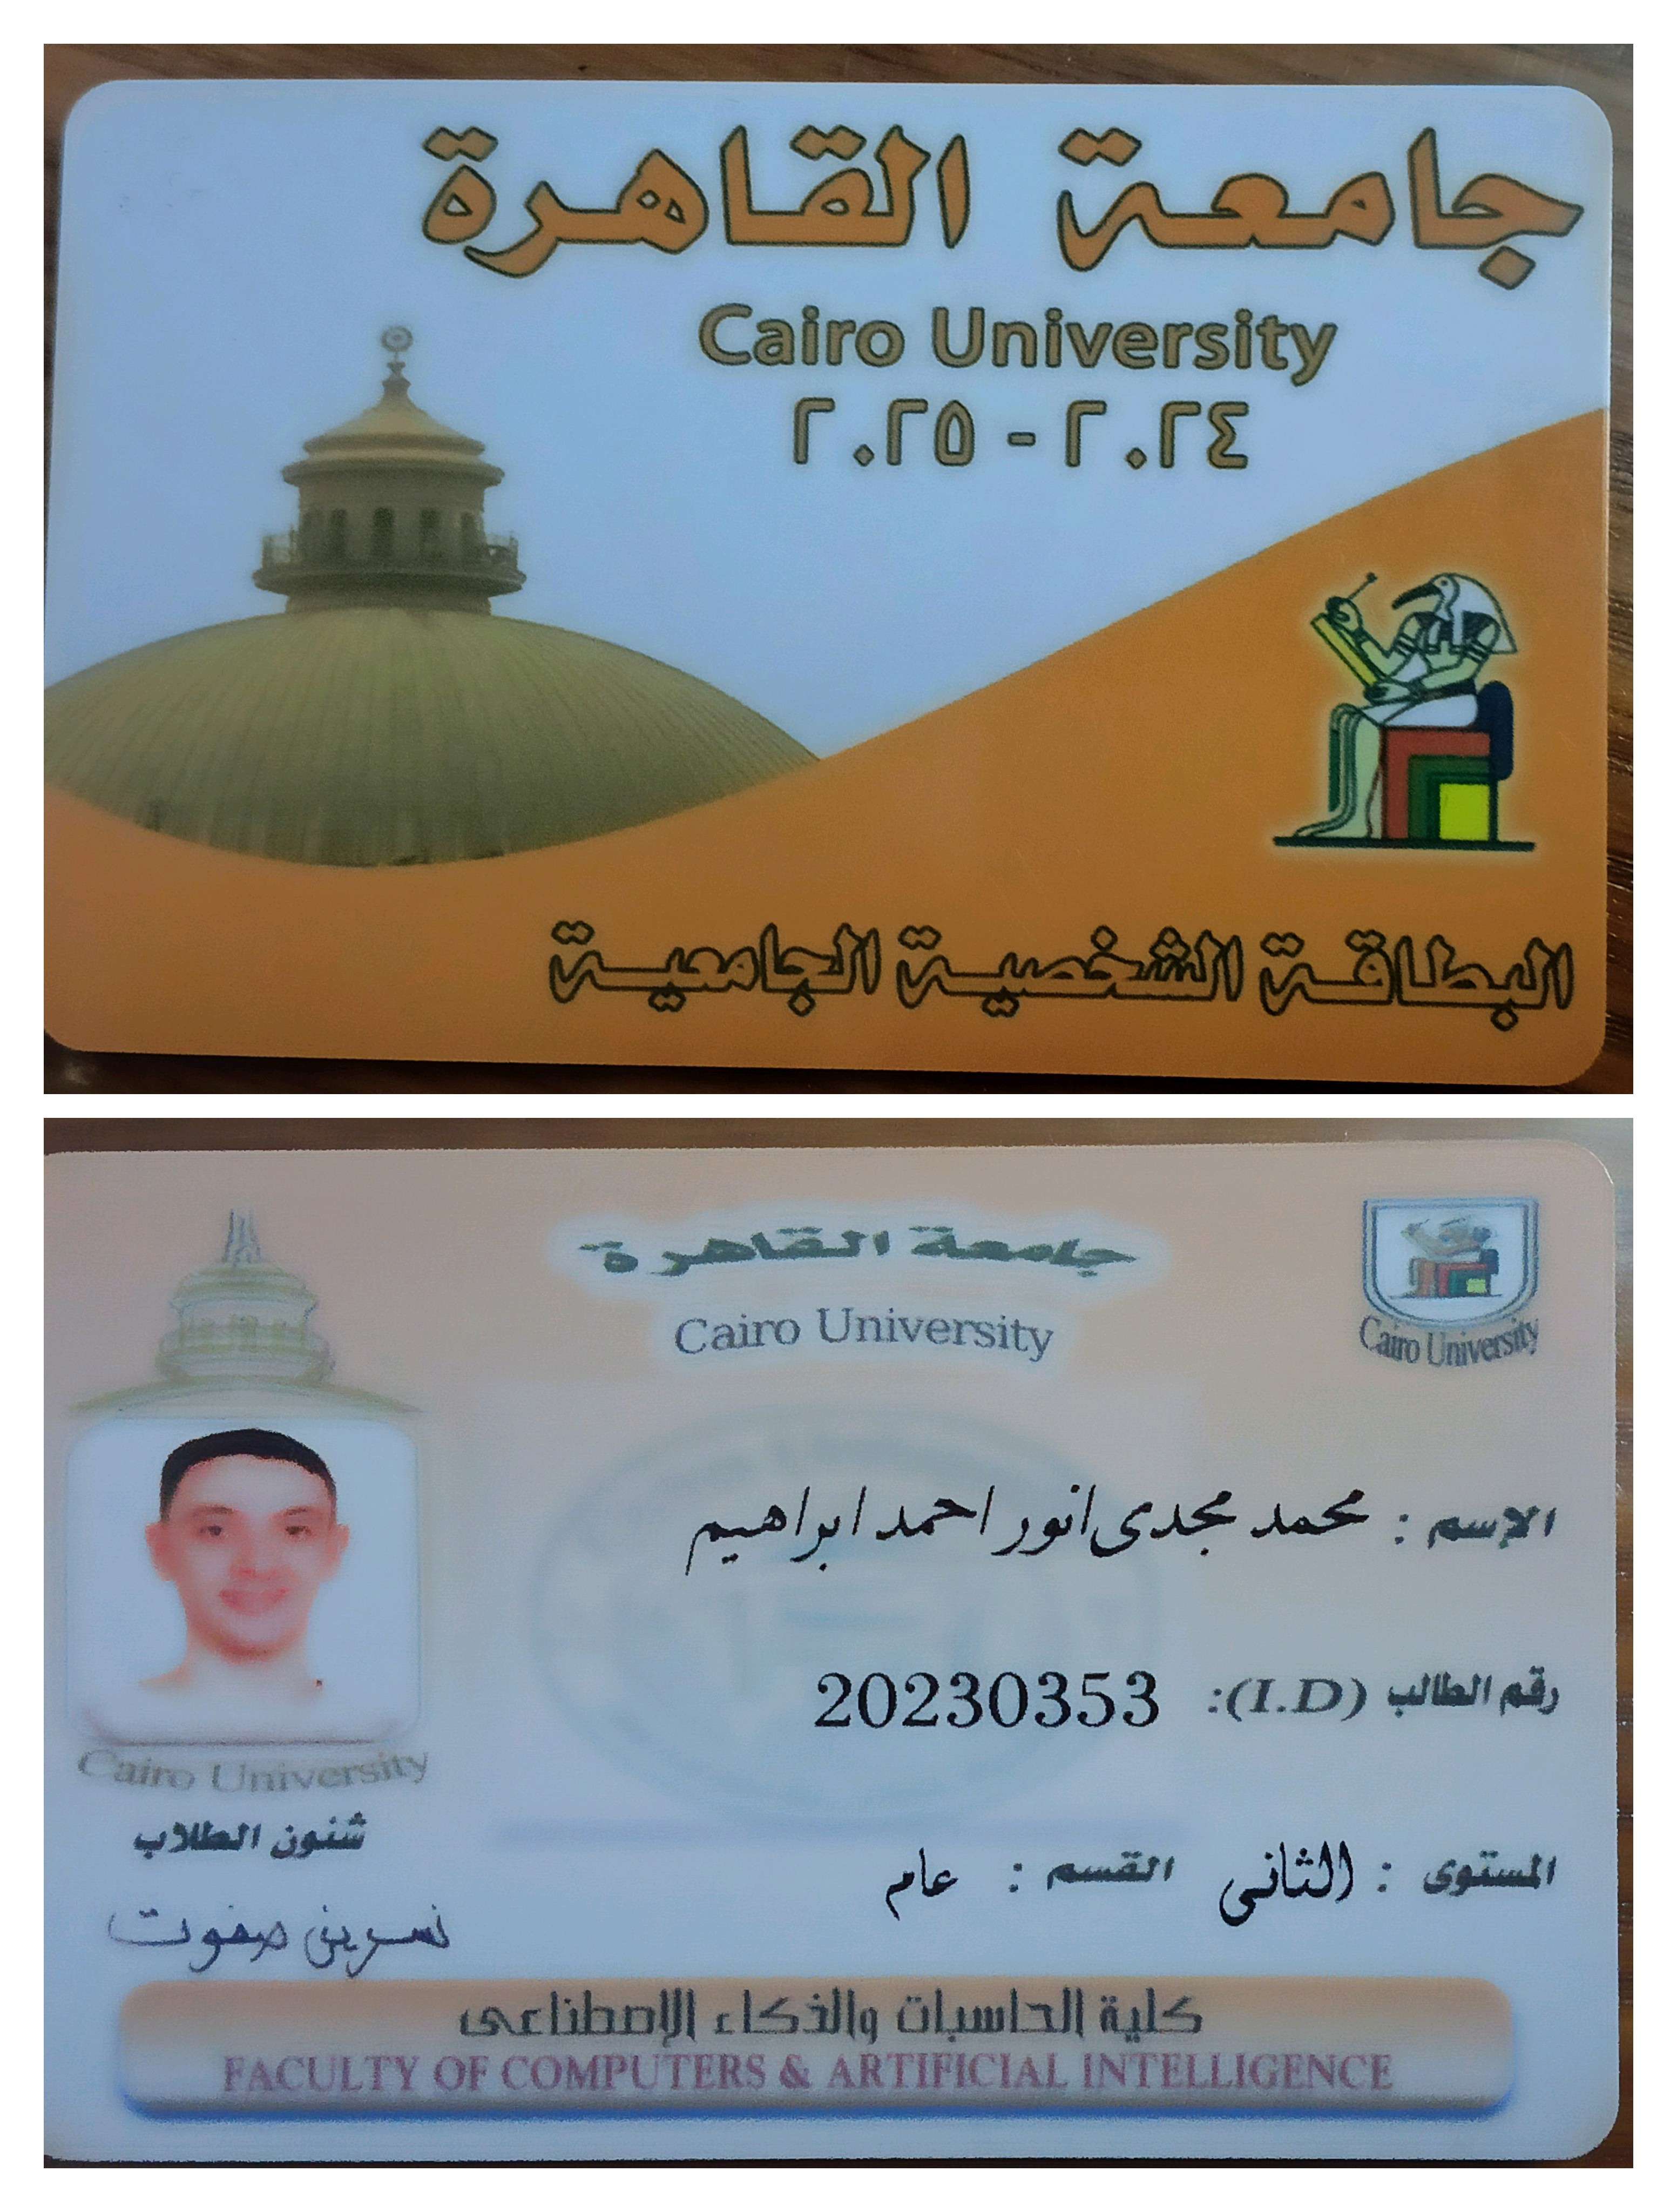 جامعة القاهرة
Cairo University
٢٠٢٤ - ٢٠٢٥
البطاقة الشخصية الجامعية
جامعة القاهرة
Cairo University
Cairo University
الإسم : محمد مجدى انور احمد ابراهيم
رقم الطالب (I.D): 20230353
Cairo University
المستوى : الثانى القسم : عام
شئون الطلاب
نسرين صفوت
كلية الحاسبات والذكاء الإصطناعى
FACULTY OF COMPUTERS & ARTIFICIAL INTELLIGENCE